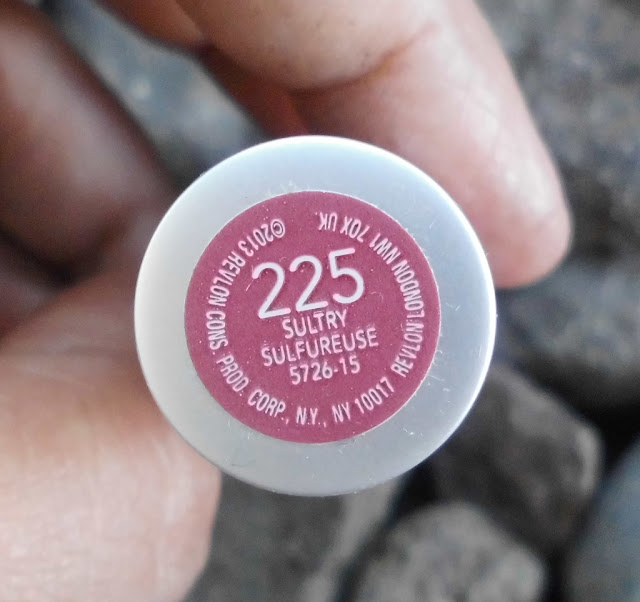 225
SULTRY
SULFUREUSE
5726-15
©2013 REVLON CONS. PROD. CORP., N.Y., NY 10017 REVLON LONDON NW1 7QX UK